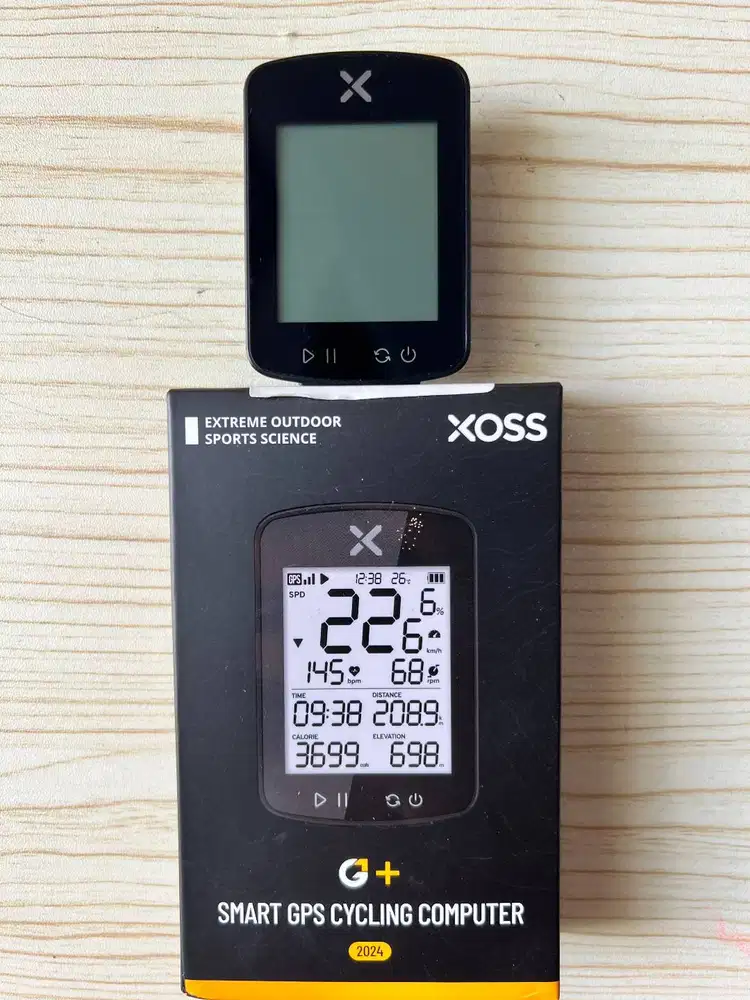 EXTREME OUTDOOR
SPORTS SCIENCE
XOSS
GPS 12:38 26℃
SPD
22.6 km/h
6%
145 bpm 68 rpm
TIME DISTANCE
09:38 208.9 km
CALORIE ELEVATION
3699 698
G+
SMART GPS CYCLING COMPUTER
2024